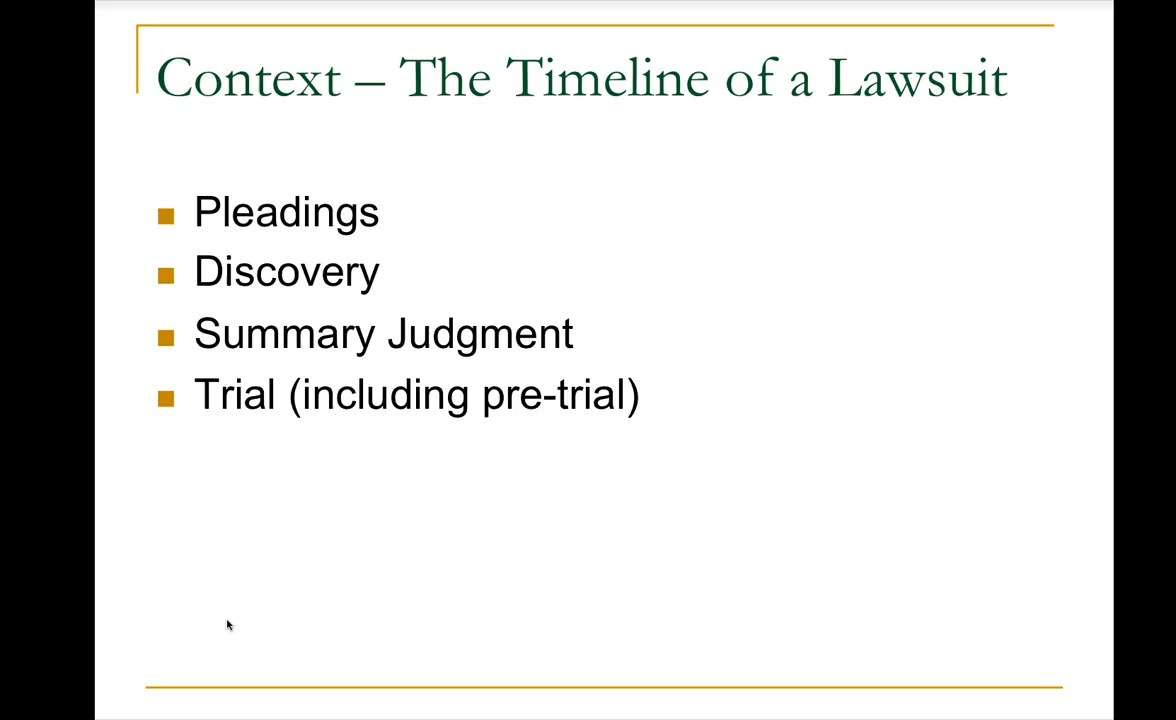 Context – The Timeline of a Lawsuit
Pleadings
Discovery
Summary Judgment
Trial (including pre-trial)